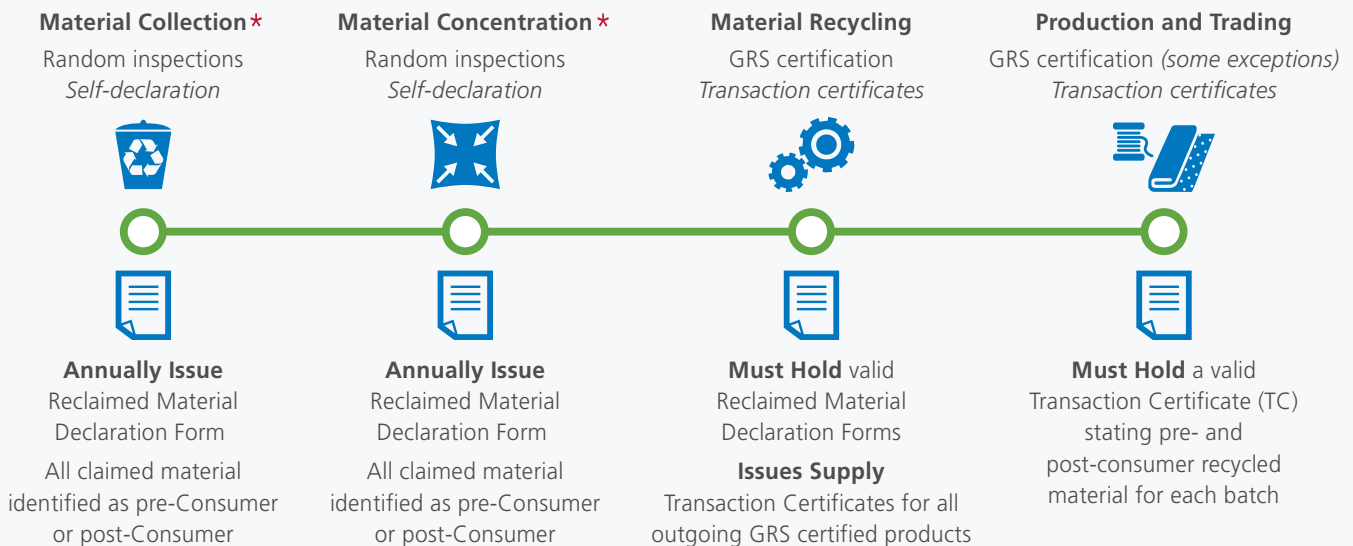 Material Collection*
Random inspections
Self-declaration
Annually Issue
Reclaimed Material
Declaration Form
All claimed material
identified as pre-Consumer
or post-Consumer
Material Concentration*
Random inspections
Self-declaration
Annually Issue
Reclaimed Material
Declaration Form
All claimed material
identified as pre-Consumer
or post-Consumer
Material Recycling
GRS certification
Transaction certificates
Must Hold valid
Reclaimed Material
Declaration Forms
Issues Supply
Transaction Certificates for all
outgoing GRS certified products
Production and Trading
GRS certification (some exceptions)
Transaction certificates
Must Hold a valid
Transaction Certificate (TC)
stating pre- and
post-consumer recycled
material for each batch